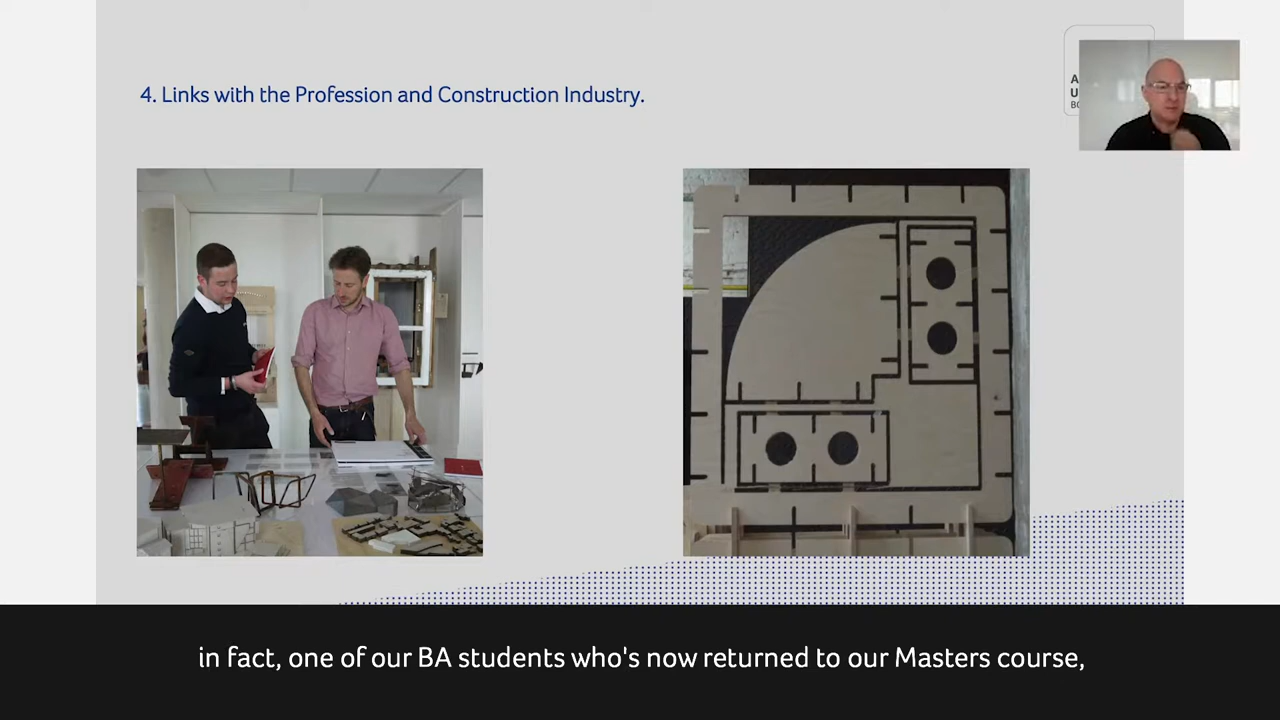 4. Links with the Profession and Construction Industry.
A
U
BO
in fact, one of our BA students who's now returned to our Masters course,